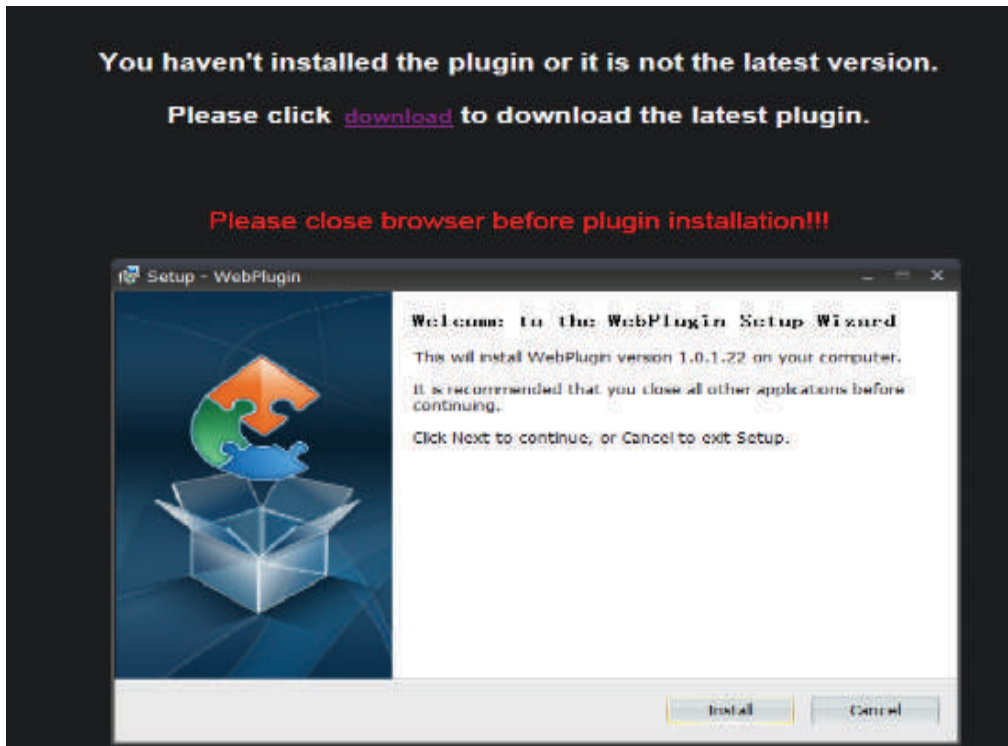 You haven't installed the plugin or it is not the latest version.
Please click download to download the latest plugin.
Please close browser before plugin installation!!!
Setup - WebPlugin
Welcome to the WebPlugin Setup Wizard
This will install WebPlugin version 1.0.1.22 on your computer.
It is recommended that you close all other applications before
continuing.
Click Next to continue, or Cancel to exit Setup.
Install
Cancel